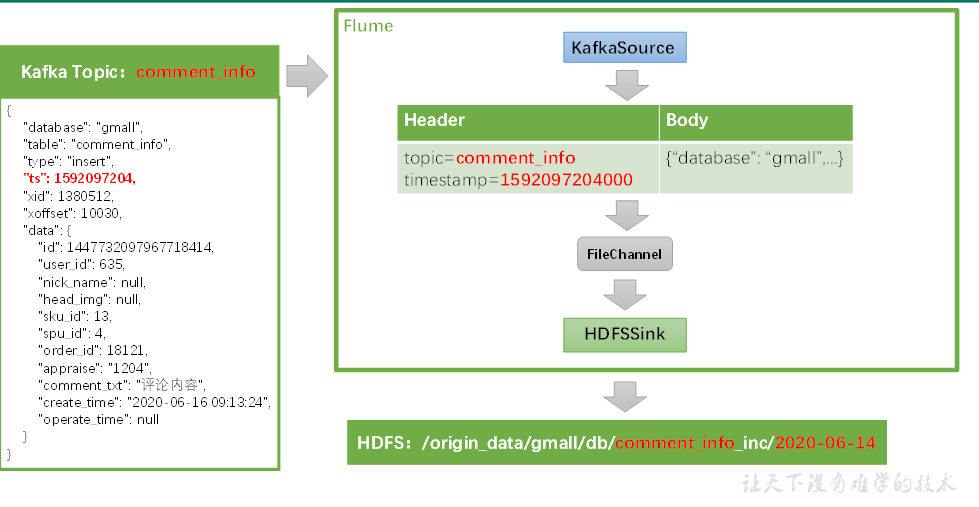 Flume
KafkaSource
Kafka Topic：comment_info
{
"database": "gmall",
"table": "comment_info",
"type": "insert",
"ts": 1592097204,
"xid": 1380512,
"xoffset": 10030,
"data": {
"id": 1447732097967718414,
"user_id": 635,
"nick_name": null,
"head_img": null,
"sku_id": 13,
"spu_id": 4,
"order_id": 18121,
"appraise": "1204",
"comment_txt": "评论内容",
"create_time": "2020-06-16 09:13:24",
"operate_time": null
}
}
Header
Body
topic=comment_info
timestamp=1592097204000
{“database”: “gmall”,...}
FileChannel
HDFSSink
HDFS：/origin_data/gmall/db/comment_info_inc/2020-06-14
让天下没有难学的技术